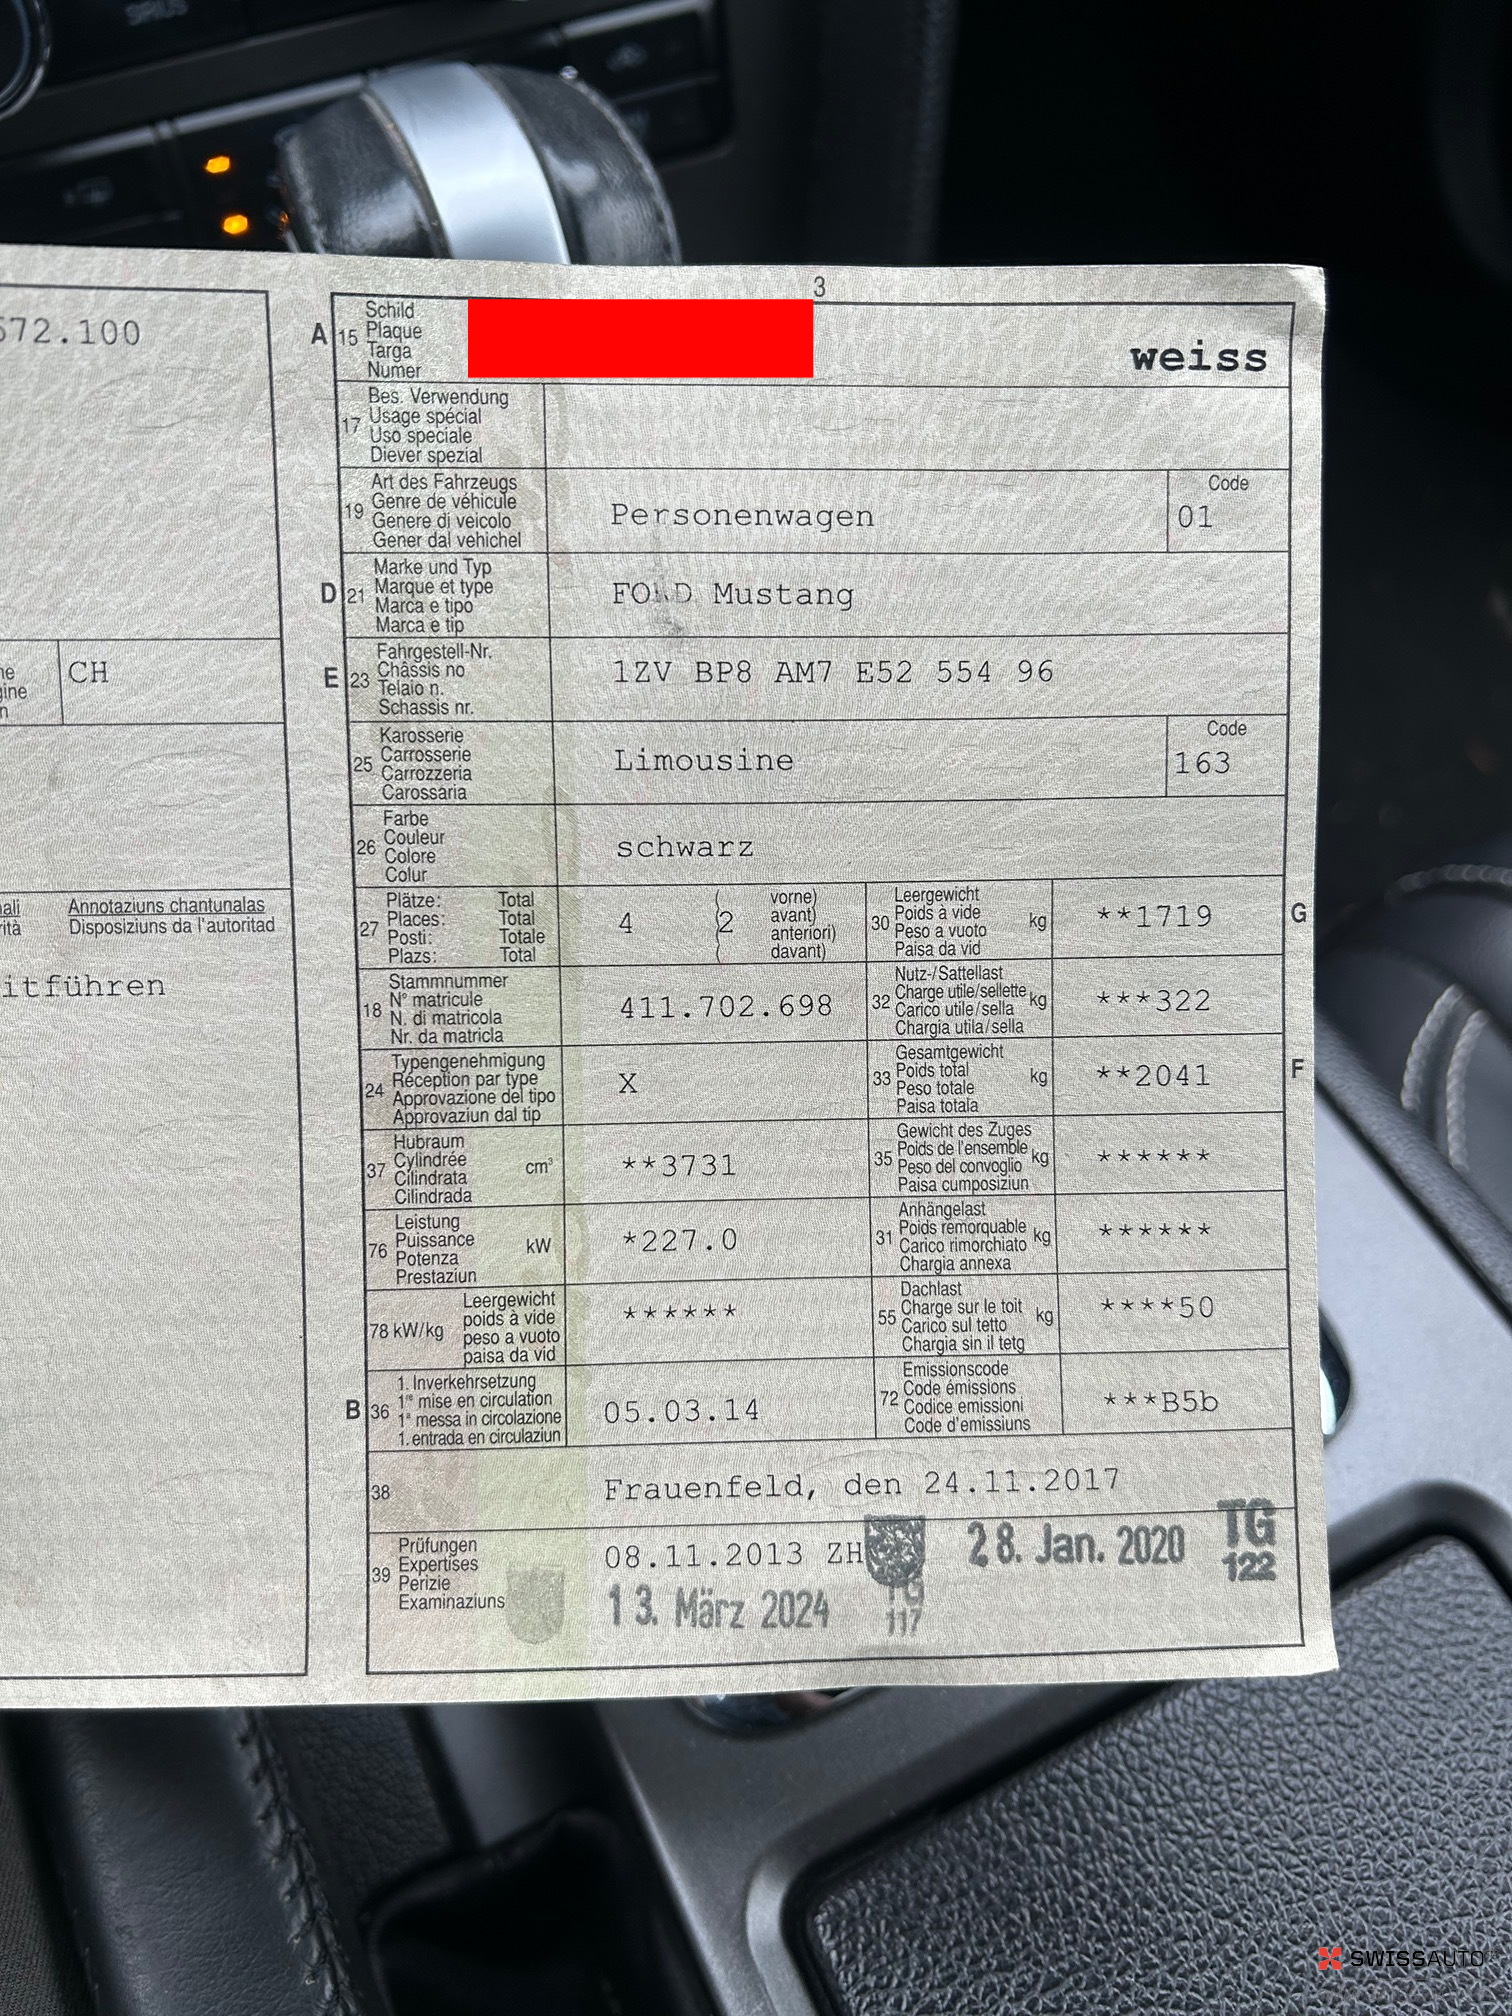 572.100
CH
Annotaziuns chantunalas
Disposiziuns da l'autoritad
itführen
3
A 15 Schild
Plaque
Targa
Numer
weiss
17 Bes. Verwendung
Usage spécial
Uso speciale
Diever spezial
19 Art des Fahrzeugs
Genre de véhicule
Genere di veicolo
Gener dal vehichel
Personenwagen
Code
01
D 21 Marke und Typ
Marque et type
Marca e tipo
Marca e tip
FORD Mustang
E 23 Fahrgestell-Nr.
Châssis no
Telaio n.
Schassis nr.
1ZV BP8 AM7 E52 554 96
25 Karosserie
Carrosserie
Carrozzeria
Carossaria
Limousine
Code
163
26 Farbe
Couleur
Colore
Colur
schwarz
27 Plätze: Total
Places: Total
Posti: Totale
Plazs: Total
4 (2 vorne)
avant)
anteriori)
davant)
30 Leergewicht
Poids à vide
Peso a vuoto
Paisa da vid
kg
**1719
G
18 Stammnummer
N° matricule
N. di matricola
Nr. da matricla
411.702.698
32 Nutz-/Sattellast
Charge utile/sellette
Carico utile/sella
Chargia utila/sella
kg
***322
24 Typengenehmigung
Réception par type
Approvazione del tipo
Approvaziun dal tip
X
33 Gesamtgewicht
Poids total
Peso totale
Paisa totala
kg
**2041
F
37 Hubraum
Cylindrée
Cilindrata
Cilindrada
cm³
**3731
35 Gewicht des Zuges
Poids de l'ensemble
Peso del convoglio
Paisa cumposiziun
kg
******
76 Leistung
Puissance
Potenza
Prestaziun
kW
*227.0
31 Anhängelast
Poids remorquable
Carico rimorchiato
Chargia annexa
kg
******
78 kW/kg
Leergewicht
poids à vide
peso a vuoto
paisa da vid
******
55 Dachlast
Charge sur le toit
Carico sul tetto
Chargia sin il tetg
kg
****50
B 36 1. Inverkehrsetzung
1re mise en circulation
1a messa in circolazione
1. entrada en circulaziun
05.03.14
72 Emissionscode
Code émissions
Codice emissioni
Code d'emissiuns
***B5b
38
Frauenfeld, den 24.11.2017
39 Prüfungen
Expertises
Perizie
Examinaziuns
08.11.2013 ZH
28. Jan. 2020
TG
122
13. März 2024
TG
117
SWISSAUTO